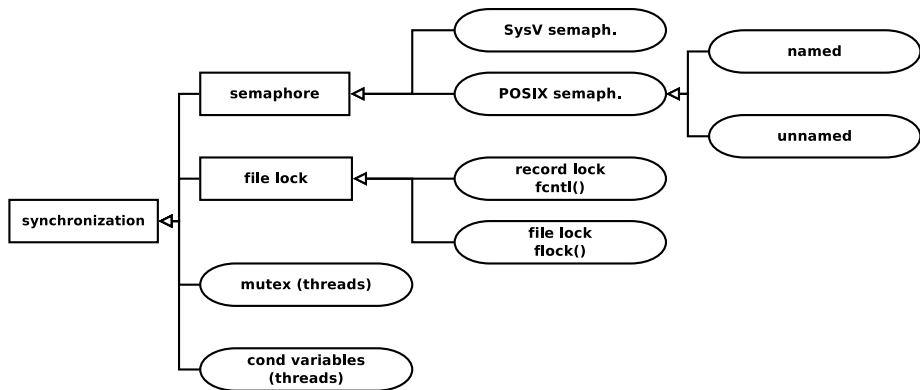 SysV semaph.
named
semaphore
POSIX semaph.
unnamed
file lock
record lock
fcntl()
synchronization
file lock
flock()
mutex (threads)
cond variables
(threads)